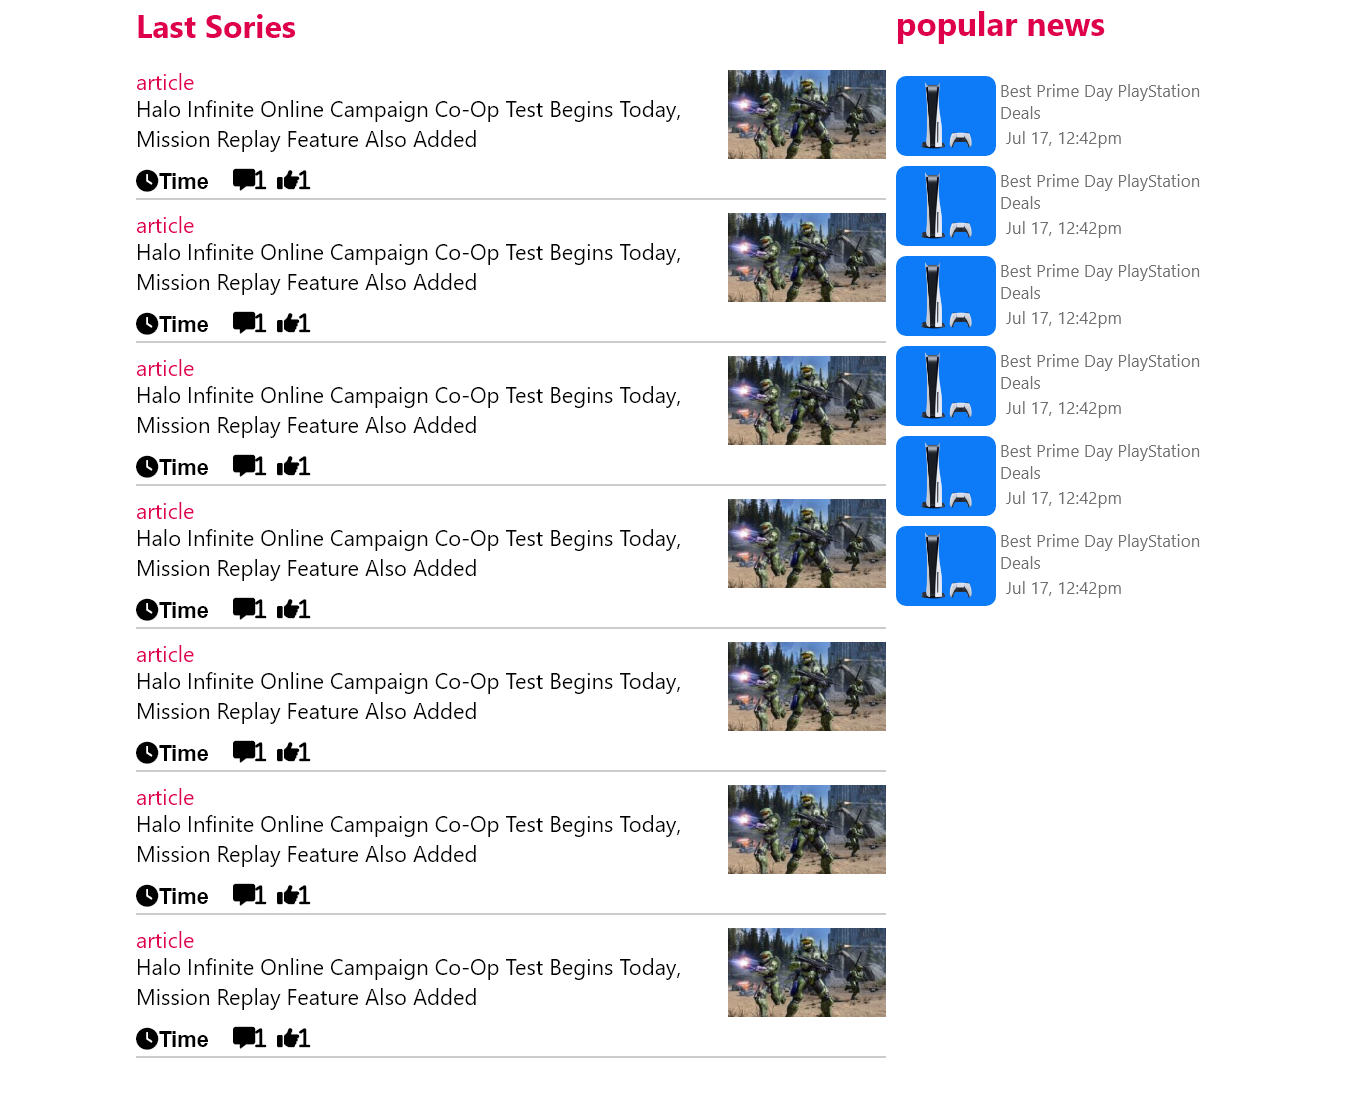 Last Sories
article
Halo Infinite Online Campaign Co-Op Test Begins Today,
Mission Replay Feature Also Added
Time 1 1
article
Halo Infinite Online Campaign Co-Op Test Begins Today,
Mission Replay Feature Also Added
Time 1 1
article
Halo Infinite Online Campaign Co-Op Test Begins Today,
Mission Replay Feature Also Added
Time 1 1
article
Halo Infinite Online Campaign Co-Op Test Begins Today,
Mission Replay Feature Also Added
Time 1 1
article
Halo Infinite Online Campaign Co-Op Test Begins Today,
Mission Replay Feature Also Added
Time 1 1
article
Halo Infinite Online Campaign Co-Op Test Begins Today,
Mission Replay Feature Also Added
Time 1 1
article
Halo Infinite Online Campaign Co-Op Test Begins Today,
Mission Replay Feature Also Added
Time 1 1
popular news
Best Prime Day PlayStation
Deals
Jul 17, 12:42pm
Best Prime Day PlayStation
Deals
Jul 17, 12:42pm
Best Prime Day PlayStation
Deals
Jul 17, 12:42pm
Best Prime Day PlayStation
Deals
Jul 17, 12:42pm
Best Prime Day PlayStation
Deals
Jul 17, 12:42pm
Best Prime Day PlayStation
Deals
Jul 17, 12:42pm